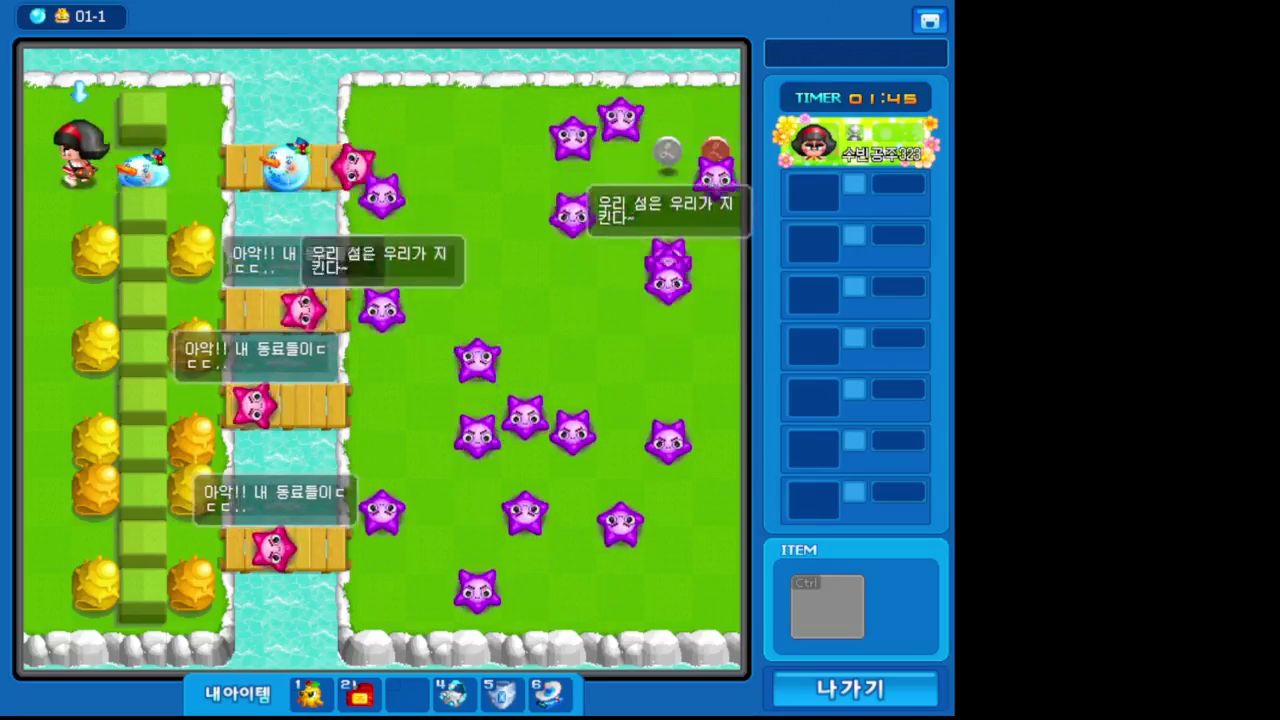 01-1
TIMER 01:45
수빈공주323
우리 섬은 우리가 지
킨다~
아악!! 내
ㄷㄷ..
우리 섬은 우리가 지
킨다~
아악!! 내 동료들이ㄷ
ㄷㄷ..
아악!! 내 동료들이ㄷ
ㄷㄷ..
ITEM
Ctrl
내아이템
1
2
4
5
6
나가기